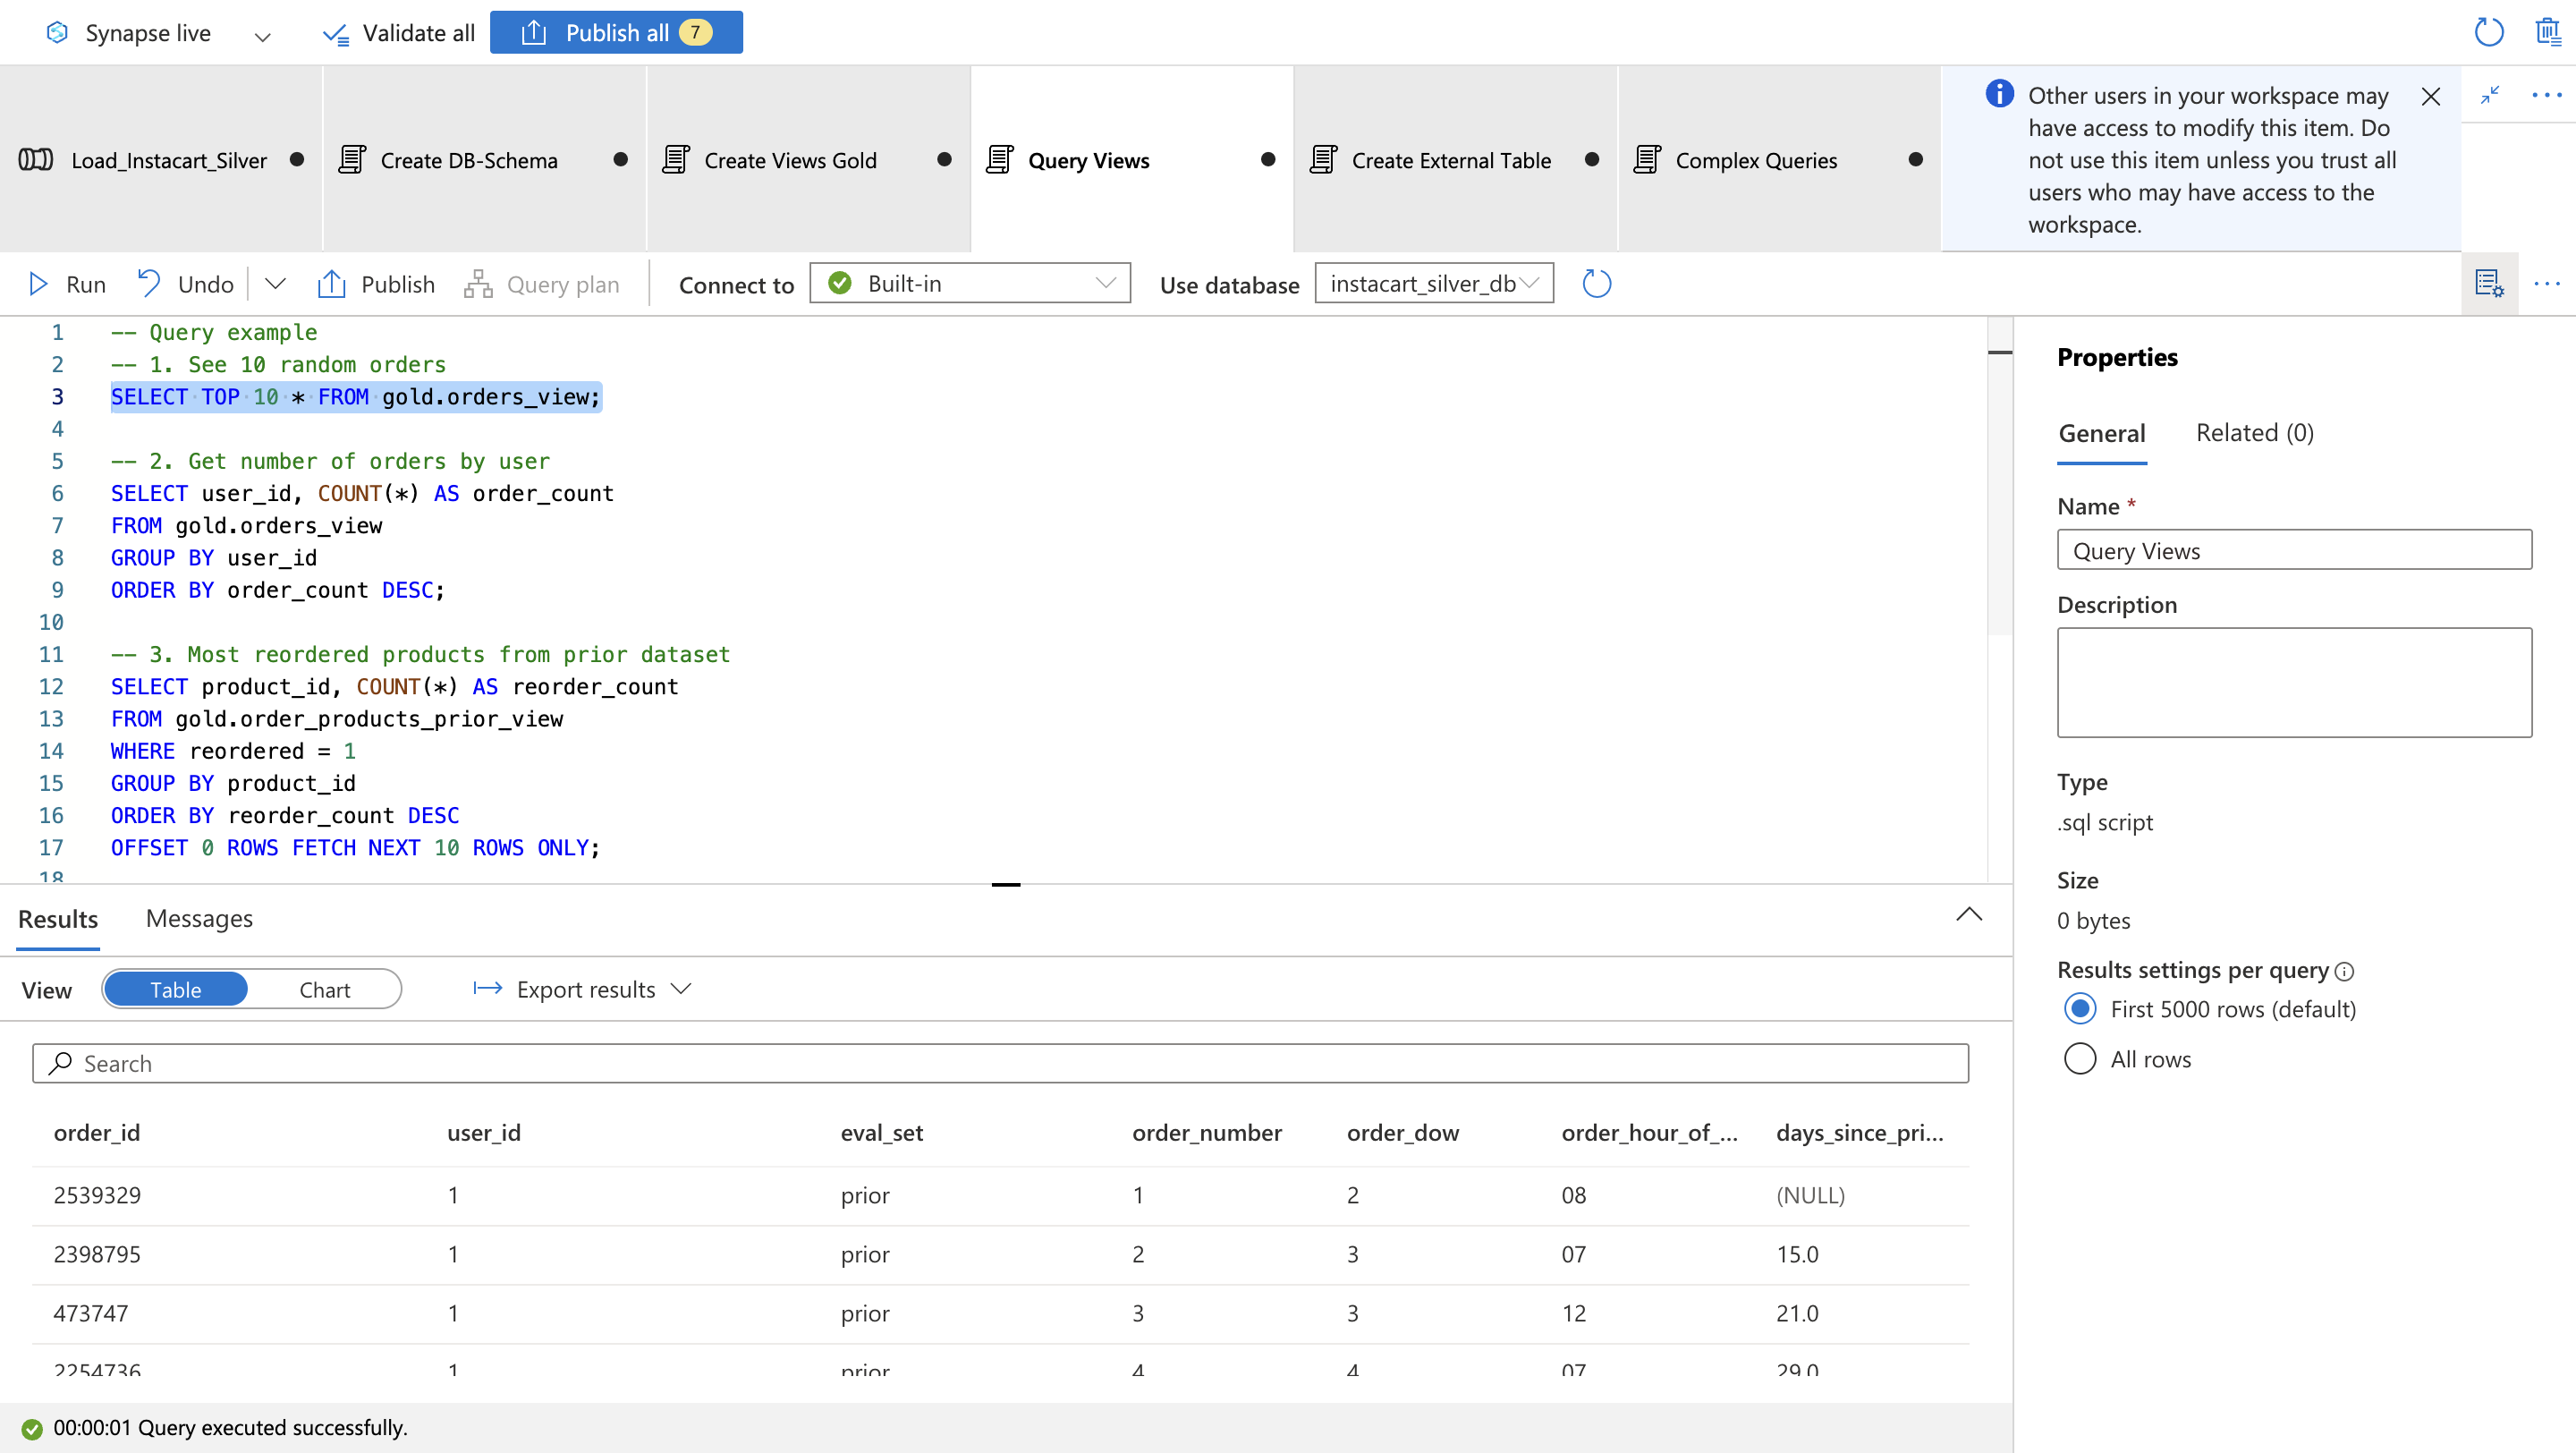 Synapse live
Validate all
Publish all 7
Load_Instacart_Silver
Create DB-Schema
Create Views Gold
Query Views
Create External Table
Complex Queries
Other users in your workspace may
have access to modify this item. Do
not use this item unless you trust all
users who may have access to the
workspace.
Run Undo Publish Query plan Connect to Built-in Use database instacart_silver_db
1 -- Query example
2 -- 1. See 10 random orders
3 SELECT TOP 10 * FROM gold.orders_view;
4
5 -- 2. Get number of orders by user
6 SELECT user_id, COUNT(*) AS order_count
7 FROM gold.orders_view
8 GROUP BY user_id
9 ORDER BY order_count DESC;
10
11 -- 3. Most reordered products from prior dataset
12 SELECT product_id, COUNT(*) AS reorder_count
13 FROM gold.order_products_prior_view
14 WHERE reordered = 1
15 GROUP BY product_id
16 ORDER BY reorder_count DESC
17 OFFSET 0 ROWS FETCH NEXT 10 ROWS ONLY;
18
Results Messages
View Table Chart Export results
Search
order_id user_id eval_set order_number order_dow order_hour_of_... days_since_pri...
2539329 1 prior 1 2 08 (NULL)
2398795 1 prior 2 3 07 15.0
473747 1 prior 3 3 12 21.0
2254736 1 prior 4 4 07 29.0
00:00:01 Query executed successfully.
Properties
General Related (0)
Name *
Query Views
Description
Type
.sql script
Size
0 bytes
Results settings per query
First 5000 rows (default)
All rows